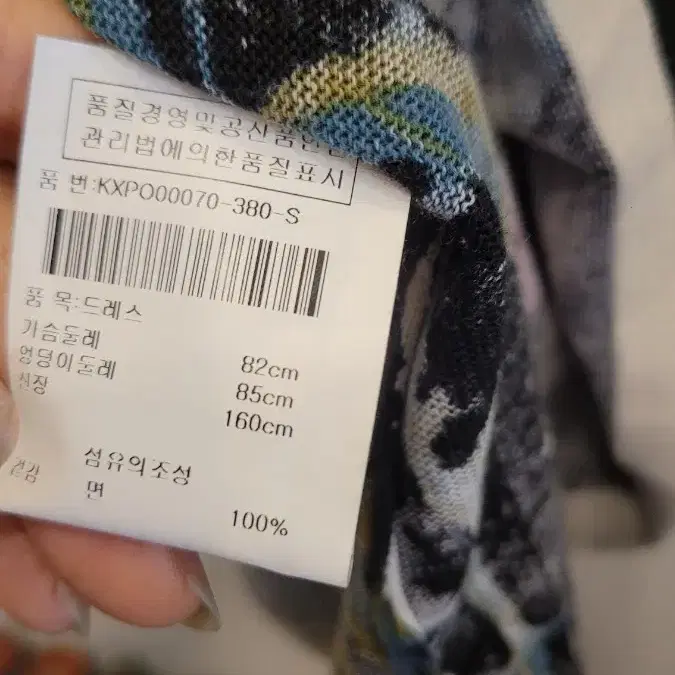 품질경영및공산품안전
관리법에의한품질표시
품 번:KXPO00070-380-S
품 목:드레스
가슴둘레 82cm
엉덩이둘레 85cm
신장 160cm
섬유의조성
겉감 면 100%